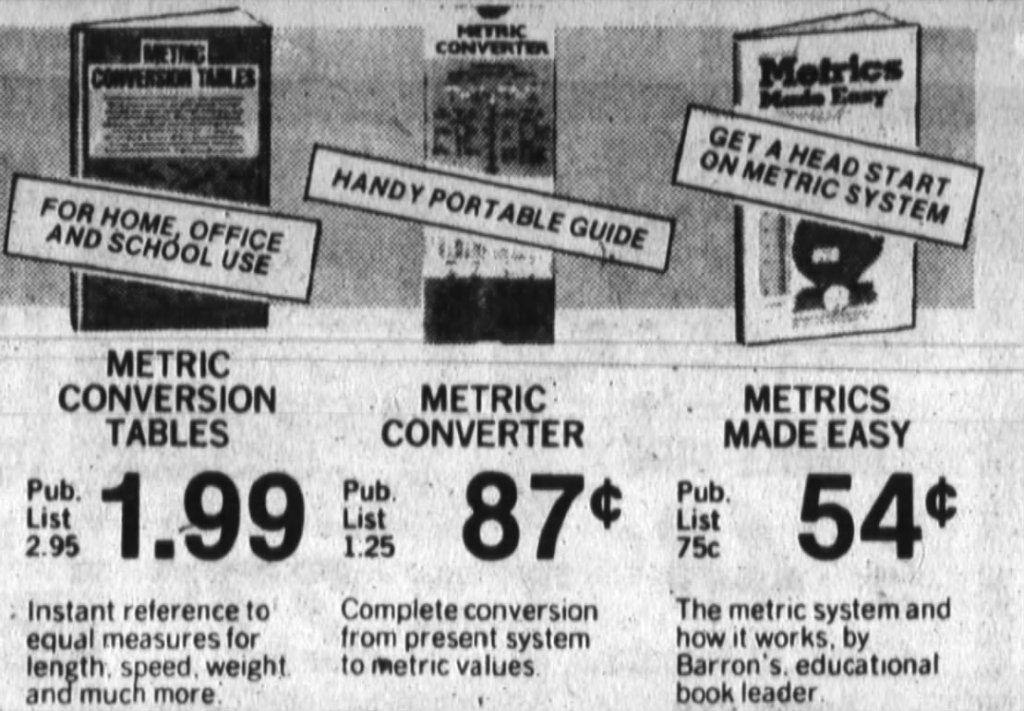 METRIC
CONVERSION TABLES
METRIC
CONVERTER
Metrics
Made Easy
FOR HOME, OFFICE
AND SCHOOL USE
HANDY PORTABLE GUIDE
GET A HEAD START
ON METRIC SYSTEM
METRIC
CONVERSION
TABLES
Pub.
List
2.95
1.99
Instant reference to
equal measures for
length, speed, weight
and much more.
METRIC
CONVERTER
Pub.
List
1.25
87¢
Complete conversion
from present system
to metric values.
METRICS
MADE EASY
Pub.
List
75c
54¢
The metric system and
how it works, by
Barron's, educational
book leader.